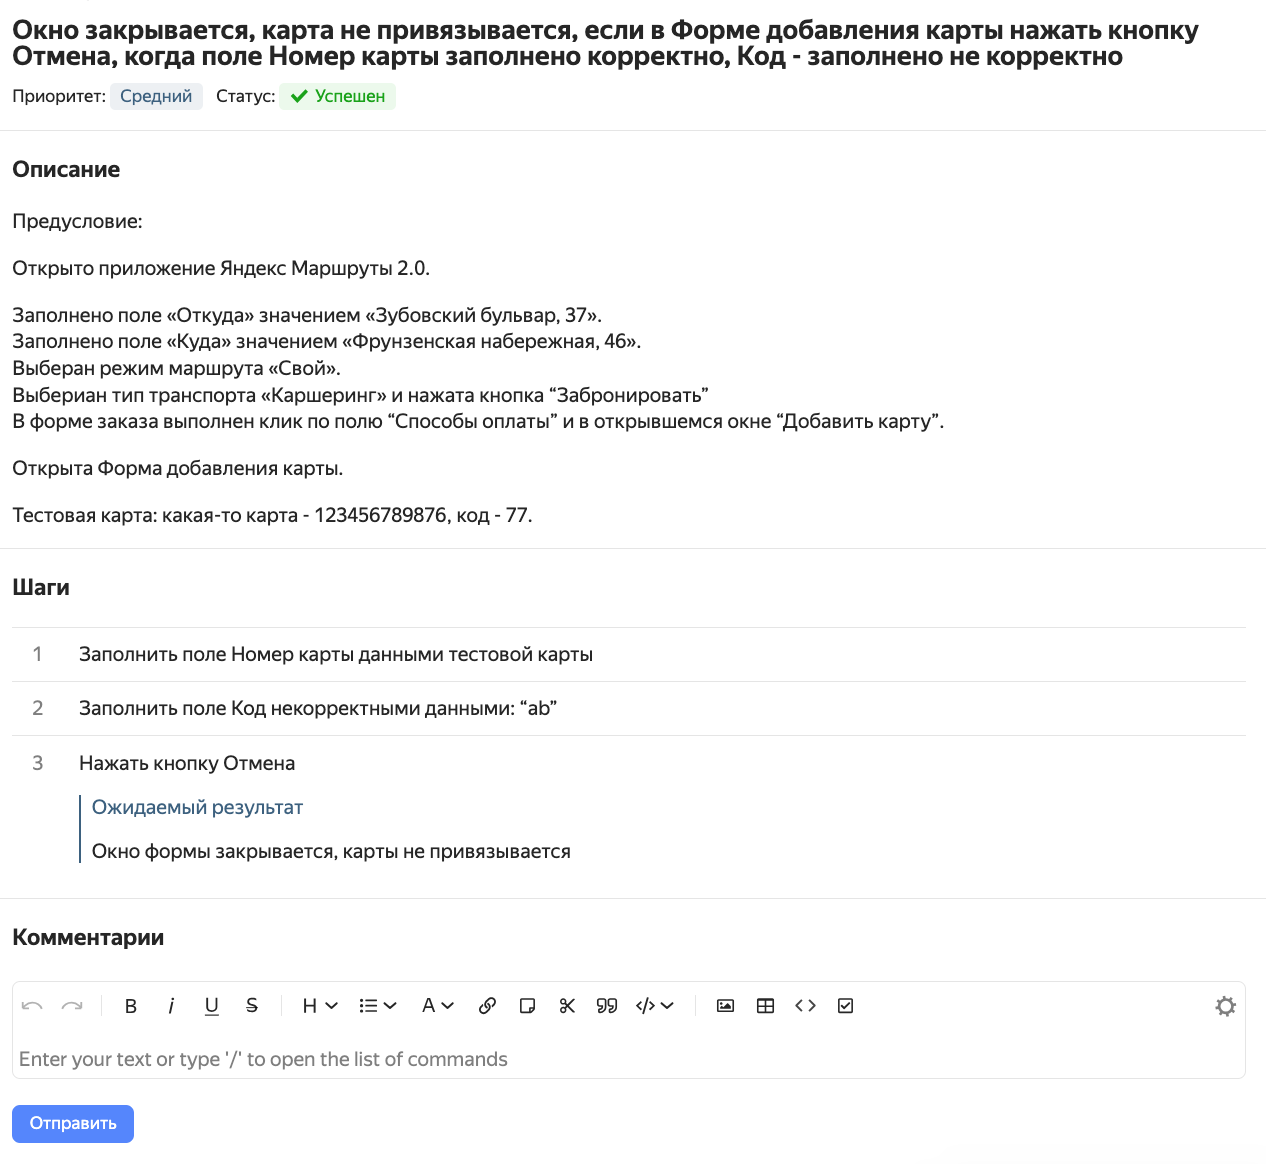 Окно закрывается, карта не привязывается, если в Форме добавления карты нажать кнопку
Отмена, когда поле Номер карты заполнено корректно, Код - заполнено не корректно
Приоритет: Средний Статус: Успешен
Описание
Предусловие:
Открыто приложение Яндекс Маршруты 2.0.
Заполнено поле «Откуда» значением «Зубовский бульвар, 37».
Заполнено поле «Куда» значением «Фрунзенская набережная, 46».
Выберан режим маршрута «Свой».
Выбериан тип транспорта «Каршеринг» и нажата кнопка “Забронировать”
В форме заказа выполнен клик по полю “Способы оплаты” и в открывшемся окне “Добавить карту”.
Открыта Форма добавления карты.
Тестовая карта: какая-то карта - 123456789876, код - 77.
Шаги
1 Заполнить поле Номер карты данными тестовой карты
2 Заполнить поле Код некорректными данными: “ab”
3 Нажать кнопку Отмена
Ожидаемый результат
Окно формы закрывается, карты не привязывается
Комментарии
B i U S H A
Enter your text or type '/' to open the list of commands
Отправить